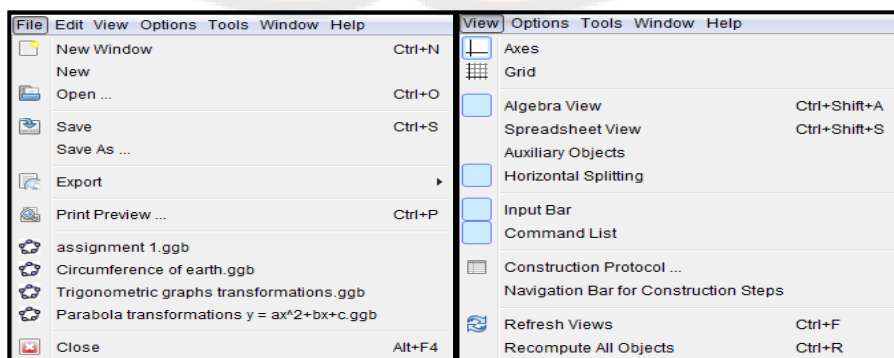 File Edit View Options Tools Window Help
New Window Ctrl+N
New
Open ... Ctrl+O
Save Ctrl+S
Save As ...
Export
Print Preview ... Ctrl+P
assignment 1.ggb
Circumference of earth.ggb
Trigonometric graphs transformations.ggb
Parabola transformations y = ax^2+bx+c.ggb
Close Alt+F4
View Options Tools Window Help
Axes
Grid
Algebra View Ctrl+Shift+A
Spreadsheet View Ctrl+Shift+S
Auxiliary Objects
Horizontal Splitting
Input Bar
Command List
Construction Protocol ...
Navigation Bar for Construction Steps
Refresh Views Ctrl+F
Recompute All Objects Ctrl+R